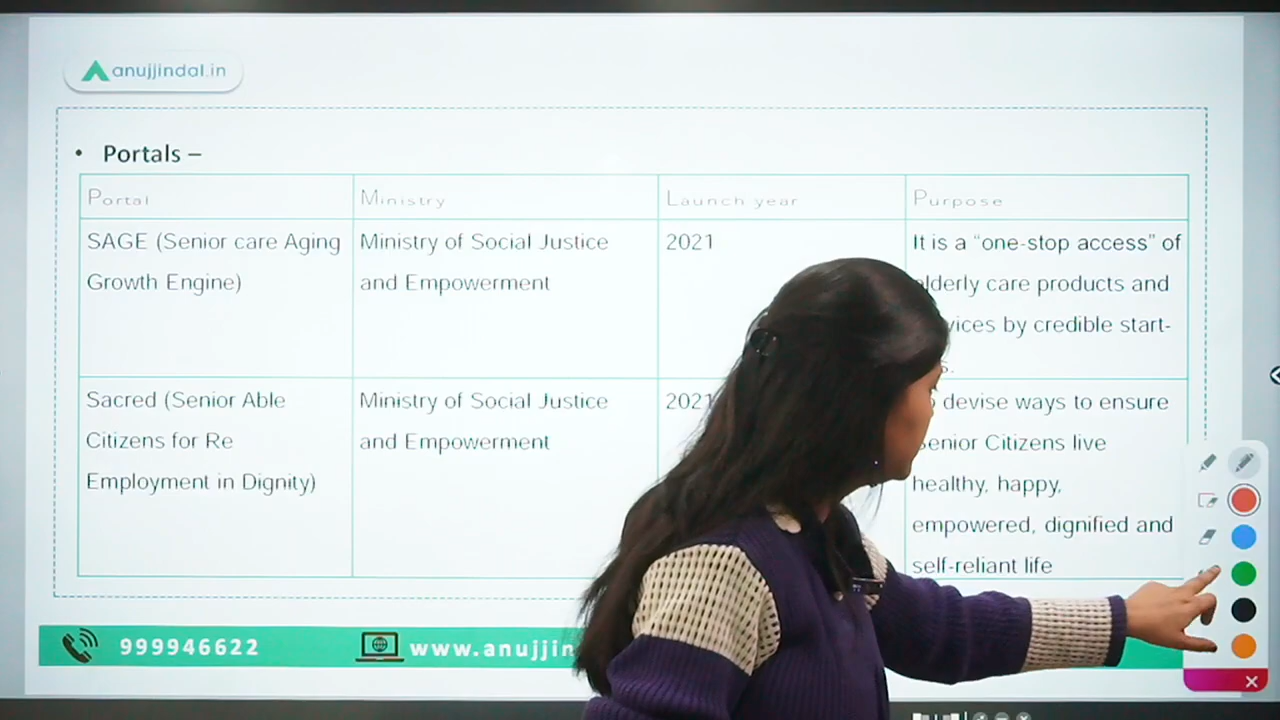 anujjindal.in
• Portals –
Portal Ministry Launch year Purpose
SAGE (Senior care Aging
Growth Engine)
Ministry of Social Justice
and Empowerment
2021
It is a “one-stop access” of
elderly care products and
by credible start-
Sacred (Senior Able
Citizens for Re
Employment in Dignity)
Ministry of Social Justice
and Empowerment
2021
devise ways to ensure
Senior Citizens live
healthy, happy,
empowered, dignified and
self-reliant life
999946622
www.anujjin